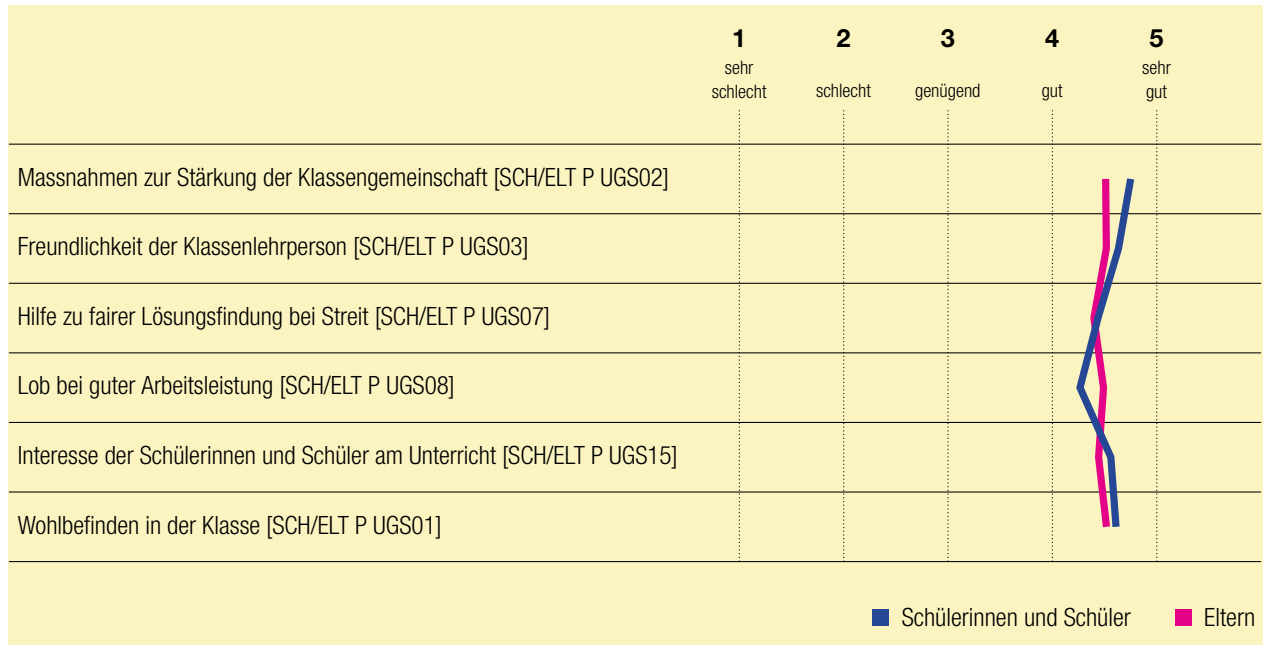 1 2 3 4 5
sehr schlecht schlecht genügend gut sehr gut
Massnahmen zur Stärkung der Klassengemeinschaft [SCH/ELT P UGS02]
Freundlichkeit der Klassenlehrperson [SCH/ELT P UGS03]
Hilfe zu fairer Lösungsfindung bei Streit [SCH/ELT P UGS07]
Lob bei guter Arbeitsleistung [SCH/ELT P UGS08]
Interesse der Schülerinnen und Schüler am Unterricht [SCH/ELT P UGS15]
Wohlbefinden in der Klasse [SCH/ELT P UGS01]
Schülerinnen und Schüler Eltern